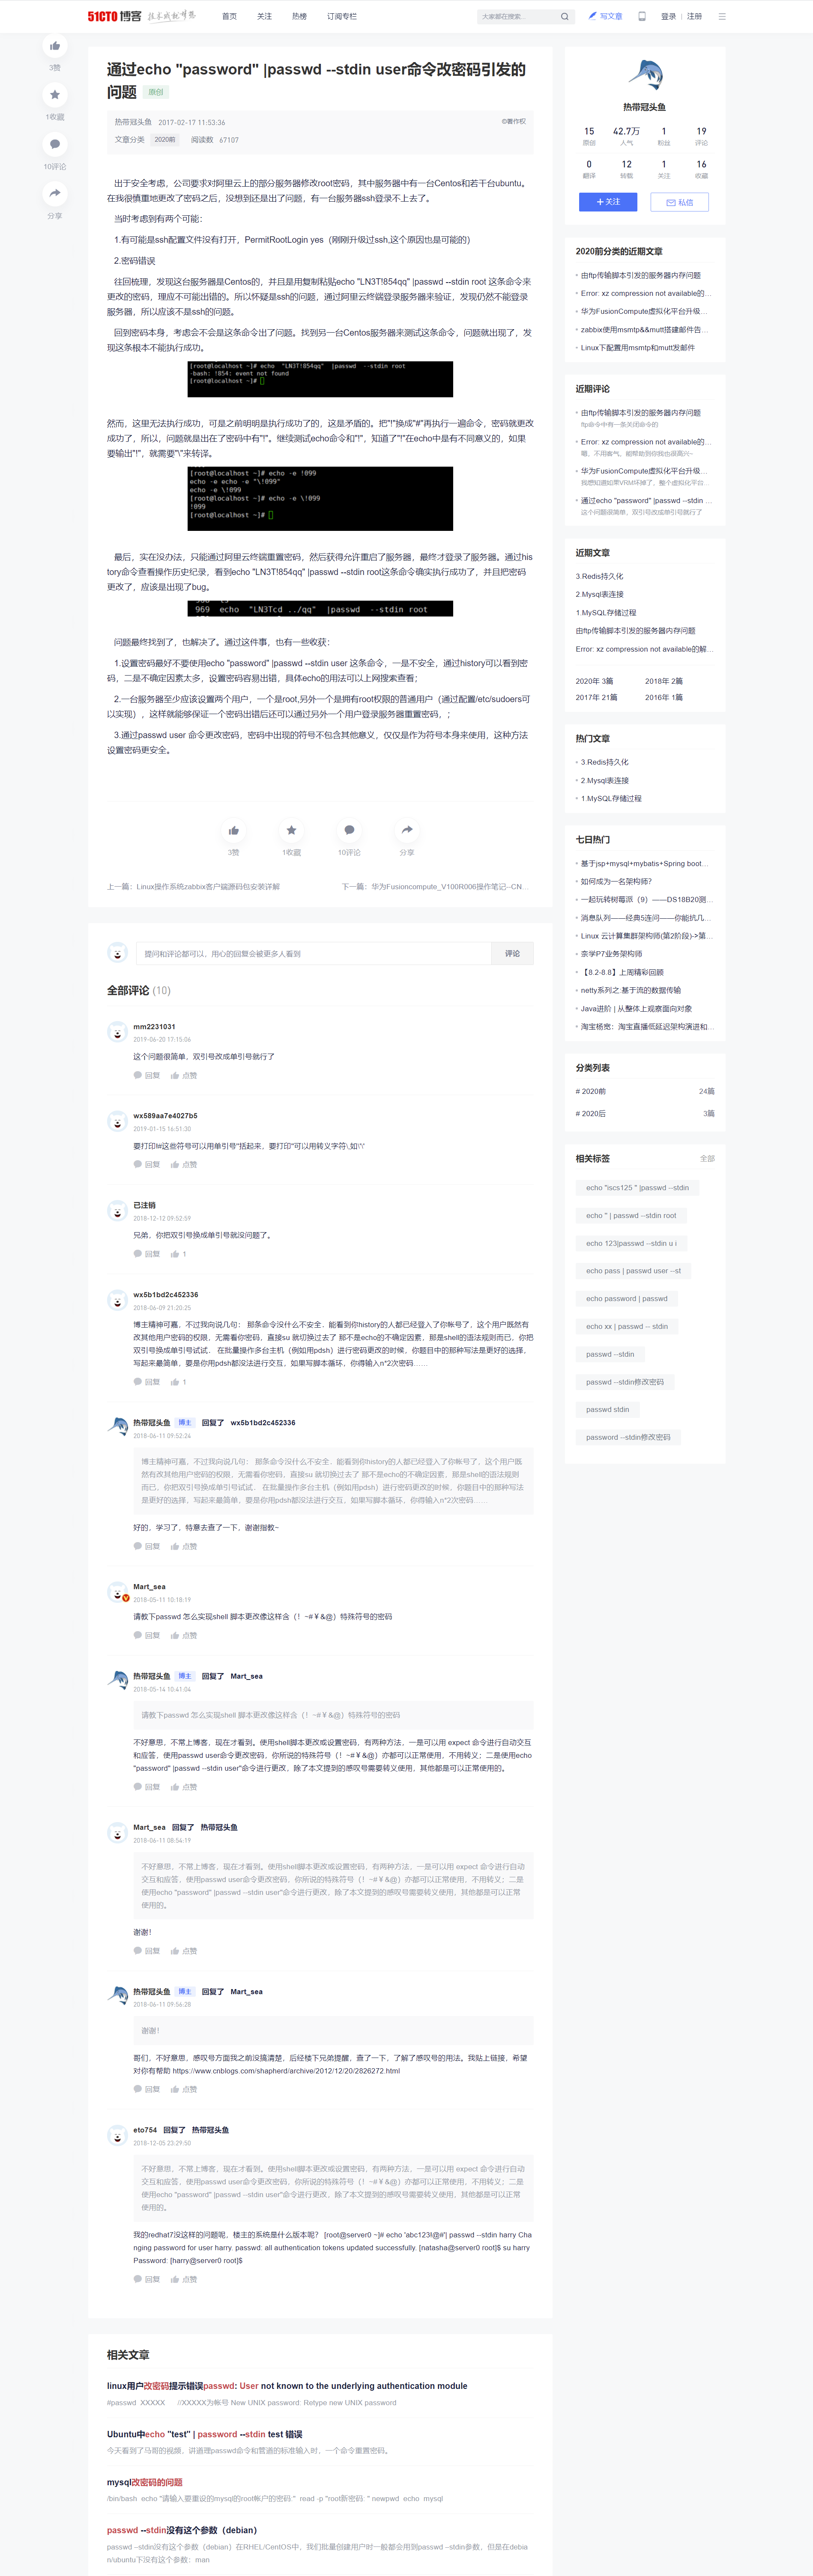 51CTO 博客 技术成就梦想
首页 关注 热榜 订阅专栏
大家都在搜索...
写文章
登录 | 注册
3赞
1收藏
10评论
分享
通过echo "password" |passwd --stdin user命令改密码引发的
问题 原创
热带冠头鱼 2017-02-17 11:53:36 ©著作权
文章分类 2020前 阅读数 67107
出于安全考虑，公司要求对阿里云上的部分服务器修改root密码，其中服务器中有一台Centos和若干台ubuntu。
在我很慎重地更改了密码之后，没想到还是出了问题，有一台服务器ssh登录不上去了。
当时考虑到有两个可能：
1.有可能是ssh配置文件没有打开，PermitRootLogin yes（刚刚升级过ssh,这个原因也是可能的）
2.密码错误
往回梳理，发现这台服务器是Centos的，并且是用复制粘贴echo "LN3T!854qq" |passwd --stdin root 这条命令来
更改的密码，理应不可能出错的。所以怀疑是ssh的问题，通过阿里云终端登录服务器来验证，发现仍然不能登录
服务器，所以应该不是ssh的问题。
回到密码本身，考虑会不会是这条命令出了问题。找到另一台Centos服务器来测试这条命令，问题就出现了，发
现这条根本不能执行成功。
[root@localhost ~]# echo "LN3T!854qq" |passwd --stdin root
-bash: !854: event not found
[root@localhost ~]#
然而，这里无法执行成功，可是之前明明是执行成功了的，这是矛盾的。把"!"换成"#"再执行一遍命令，密码就更改
成功了，所以，问题就是出在了密码中有"!"。继续测试echo命令和"!"，知道了"!"在echo中是有不同意义的，如果
要输出"!"，就需要"\"来转译。
[root@localhost ~]# echo -e !099
echo -e echo -e "\!099"
echo -e \!099
[root@localhost ~]# echo -e \!099
!099
[root@localhost ~]#
最后，实在没办法，只能通过阿里云终端重置密码，然后获得允许重启了服务器，最终才登录了服务器。通过his
tory命令查看操作历史纪录，看到echo "LN3T!854qq" |passwd --stdin root这条命令确实执行成功了，并且把密码
更改了，应该是出现了bug。
969 echo "LN3Tcd ../qq" |passwd --stdin root
问题最终找到了，也解决了。通过这件事，也有一些收获：
1.设置密码最好不要使用echo "password" |passwd --stdin user 这条命令，一是不安全，通过history可以看到密
码，二是不确定因素太多，设置密码容易出错，具体echo的用法可以上网搜索查看；
2.一台服务器至少应该设置两个用户，一个是root,另外一个是拥有root权限的普通用户（通过配置/etc/sudoers可
以实现），这样就能够保证一个密码出错后还可以通过另外一个用户登录服务器重置密码，；
3.通过passwd user 命令更改密码，密码中出现的符号不包含其他意义，仅仅是作为符号本身来使用，这种方法
设置密码更安全。
3赞 1收藏 10评论 分享
上一篇：Linux操作系统zabbix客户端源码包安装详解 下一篇：华为Fusioncompute_V100R006操作笔记--CN...
提问和评论都可以，用心的回复会被更多人看到 评论
全部评论 (10)
mm2231031
2019-06-20 17:15:06
这个问题很简单，双引号改成单引号就行了
回复 点赞
wx589aa7e4027b5
2019-01-15 16:51:30
要打印!#这些符号可以用单引号''括起来，要打印''可以用转义字符\,如\'\'
回复 点赞
已注销
2018-12-12 09:52:59
兄弟，你把双引号换成单引号就没问题了。
回复 1
wx5b1bd2c452336
2018-06-09 21:20:25
博主精神可嘉，不过我向说几句： 那条命令没什么不安全，能看到你history的人都已经登入了你帐号了，这个用户既然有
改其他用户密码的权限，无需看你密码，直接su 就切换过去了 那不是echo的不确定因素，那是shell的语法规则而已，你把
双引号换成单引号试试， 在批量操作多台主机（例如用pdsh）进行密码更改的时候，你题目中的那种写法是更好的选择，
写起来最简单，要是你用pdsh都没法进行交互，如果写脚本循环，你得输入n*2次密码……
回复 1
热带冠头鱼 博主 回复了 wx5b1bd2c452336
2018-06-11 09:52:24
博主精神可嘉，不过我向说几句： 那条命令没什么不安全，能看到你history的人都已经登入了你帐号了，这个用户既
然有改其他用户密码的权限，无需看你密码，直接su 就切换过去了 那不是echo的不确定因素，那是shell的语法规则
而已，你把双引号换成单引号试试， 在批量操作多台主机（例如用pdsh）进行密码更改的时候，你题目中的那种写法
是更好的选择，写起来最简单，要是你用pdsh都没法进行交互，如果写脚本循环，你得输入n*2次密码……
好的，学习了，特意去查了一下，谢谢指教~
回复 点赞
Mart_sea
2018-05-11 10:18:19
请教下passwd 怎么实现shell 脚本更改像这样含（！~#￥&@）特殊符号的密码
回复 点赞
热带冠头鱼 博主 回复了 Mart_sea
2018-05-14 10:41:04
请教下passwd 怎么实现shell 脚本更改像这样含（！~#￥&@）特殊符号的密码
不好意思，不常上博客，现在才看到。使用shell脚本更改或设置密码，有两种方法，一是可以用 expect 命令进行自动交互
和应答，使用passwd user命令更改密码，你所说的特殊符号（！~#￥&@）亦都可以正常使用，不用转义；二是使用echo
"password" |passwd --stdin user"命令进行更改，除了本文提到的感叹号需要转义使用，其他都是可以正常使用的。
回复 点赞
Mart_sea 回复了 热带冠头鱼
2018-06-11 08:54:19
不好意思，不常上博客，现在才看到。使用shell脚本更改或设置密码，有两种方法，一是可以用 expect 命令进行自动
交互和应答，使用passwd user命令更改密码，你所说的特殊符号（！~#￥&@）亦都可以正常使用，不用转义；二是
使用echo "password" |passwd --stdin user"命令进行更改，除了本文提到的感叹号需要转义使用，其他都是可以正常
使用的。
谢谢！
回复 点赞
热带冠头鱼 博主 回复了 Mart_sea
2018-06-11 09:56:28
谢谢！
哥们，不好意思，感叹号方面我之前没搞清楚，后经楼下兄弟提醒，查了一下，了解了感叹号的用法。我贴上链接，希望
对你有帮助 https://www.cnblogs.com/shapherd/archive/2012/12/20/2826272.html
回复 点赞
eto754 回复了 热带冠头鱼
2018-12-05 23:29:50
不好意思，不常上博客，现在才看到。使用shell脚本更改或设置密码，有两种方法，一是可以用 expect 命令进行自动
交互和应答，使用passwd user命令更改密码，你所说的特殊符号（！~#￥&@）亦都可以正常使用，不用转义；二是
使用echo "password" |passwd --stdin user"命令进行更改，除了本文提到的感叹号需要转义使用，其他都是可以正常
使用的。
我的redhat7没这样的问题呢，楼主的系统是什么版本呢？ [root@server0 ~]# echo 'abc123!@#'| passwd --stdin harry Cha
nging password for user harry. passwd: all authentication tokens updated successfully. [natasha@server0 root]$ su harry
Password: [harry@server0 root]$
回复 点赞
相关文章
linux用户改密码提示错误passwd: User not known to the underlying authentication module
#passwd XXXXX //XXXXX为帐号 New UNIX password: Retype new UNIX password
Ubuntu中echo "test" | password --stdin test 错误
今天看到了马哥的视频，讲道理passwd命令和管道的标准输入时，一个命令重置密码。
mysql改密码的问题
/bin/bash echo "请输入要重设的mysql的root帐户的密码:" read -p "root新密码: " newpwd echo mysql
passwd --stdin没有这个参数（debian）
passwd --stdin没有这个参数（debian）在RHEL/CentOS中，我们批量创建用户时一般都会用到passwd --stdin参数，但是在debia
n/ubuntu下没有这个参数：man
热带冠头鱼
15 42.7万 1 19
原创 人气 粉丝 评论
0 12 1 16
翻译 转载 关注 收藏
关注 私信
2020前分类的近期文章
由ftp传输脚本引发的服务器内存问题
Error: xz compression not available的...
华为FusionCompute虚拟化平台升级...
zabbix使用msmtp&&mutt搭建邮件告...
Linux下配置用msmtp和mutt发邮件
近期评论
由ftp传输脚本引发的服务器内存问题
ftp命令中有一条关闭命令的
Error: xz compression not available的...
嗯，不用客气，能帮助到你我也很高兴~
华为FusionCompute虚拟化平台升级...
我想知道如果VRM坏掉了，整个虚拟化平台...
通过echo "password" |passwd --stdin ...
这个问题很简单，双引号改成单引号就行了
近期文章
3.Redis持久化
2.Mysql表连接
1.MySQL存储过程
由ftp传输脚本引发的服务器内存问题
Error: xz compression not available的解...
2020年 3篇 2018年 2篇
2017年 21篇 2016年 1篇
热门文章
3.Redis持久化
2.Mysql表连接
1.MySQL存储过程
七日热门
基于jsp+mysql+mybatis+Spring boot...
如何成为一名架构师?
一起玩转树莓派（9）——DS18B20测...
消息队列——经典5连问——你能抗几...
Linux 云计算集群架构师(第2阶段)->第...
奈学P7业务架构师
【8.2-8.8】上周精彩回顾
netty系列之:基于流的数据传输
Java进阶 | 从整体上观察面向对象
淘宝杨宽：淘宝直播低延迟架构演进和...
分类列表
# 2020前 24篇
# 2020后 3篇
相关标签 全部
echo "iscs125 " |passwd --stdin
echo " | passwd --stdin root
echo 123|passwd --stdin u i
echo pass | passwd user --st
echo password | passwd
echo xx | passwd -- stdin
passwd --stdin
passwd --stdin修改密码
passwd stdin
password --stdin修改密码